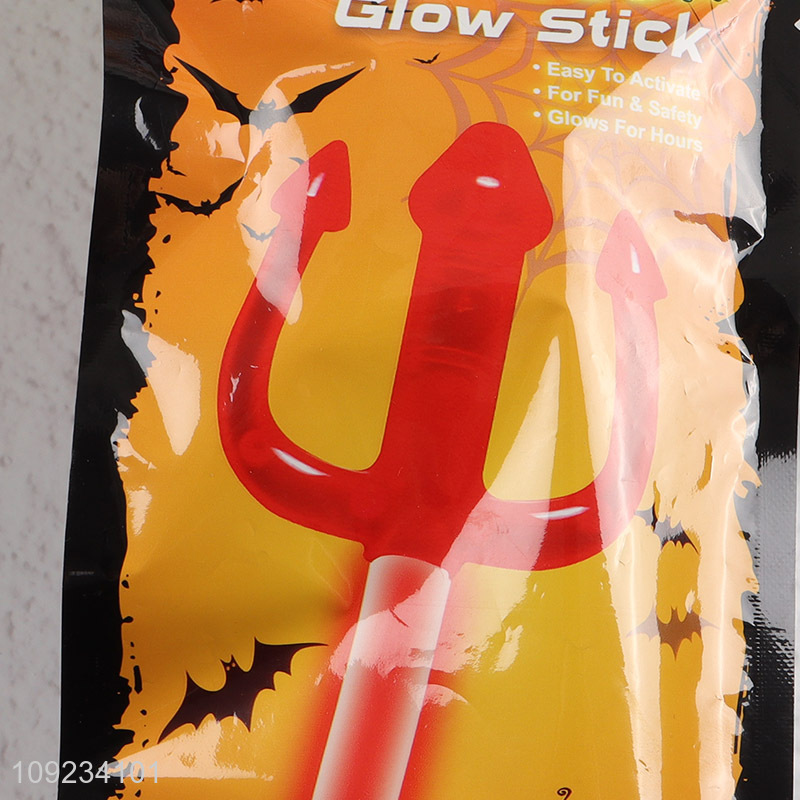 Glow Stick
• Easy To Activate
• For Fun & Safety
• Glows For Hours
109234101